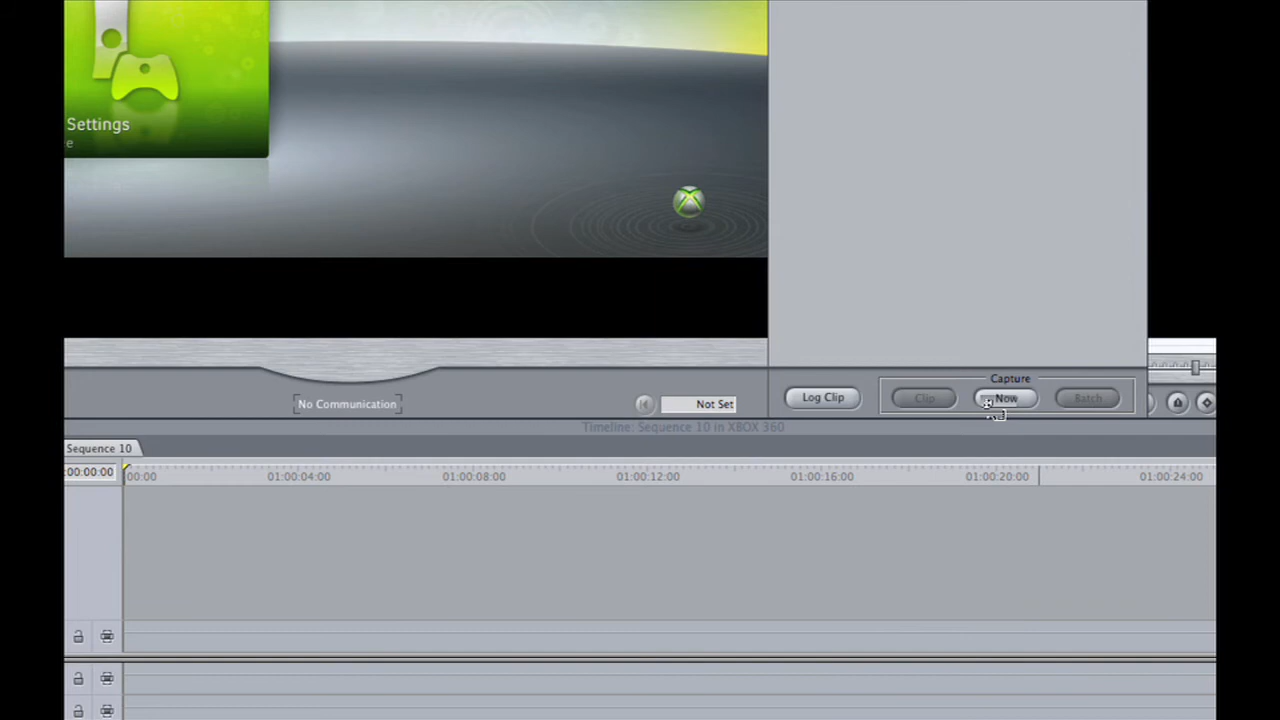 Settings
e
Capture
No Communication
Not Set
Log Clip
Clip
Now
Batch
Timeline: Sequence 10 in XBOX 360
Sequence 10
:00:00:00
00:00
01:00:04:00
01:00:08:00
01:00:12:00
01:00:16:00
01:00:20:00
01:00:24:00